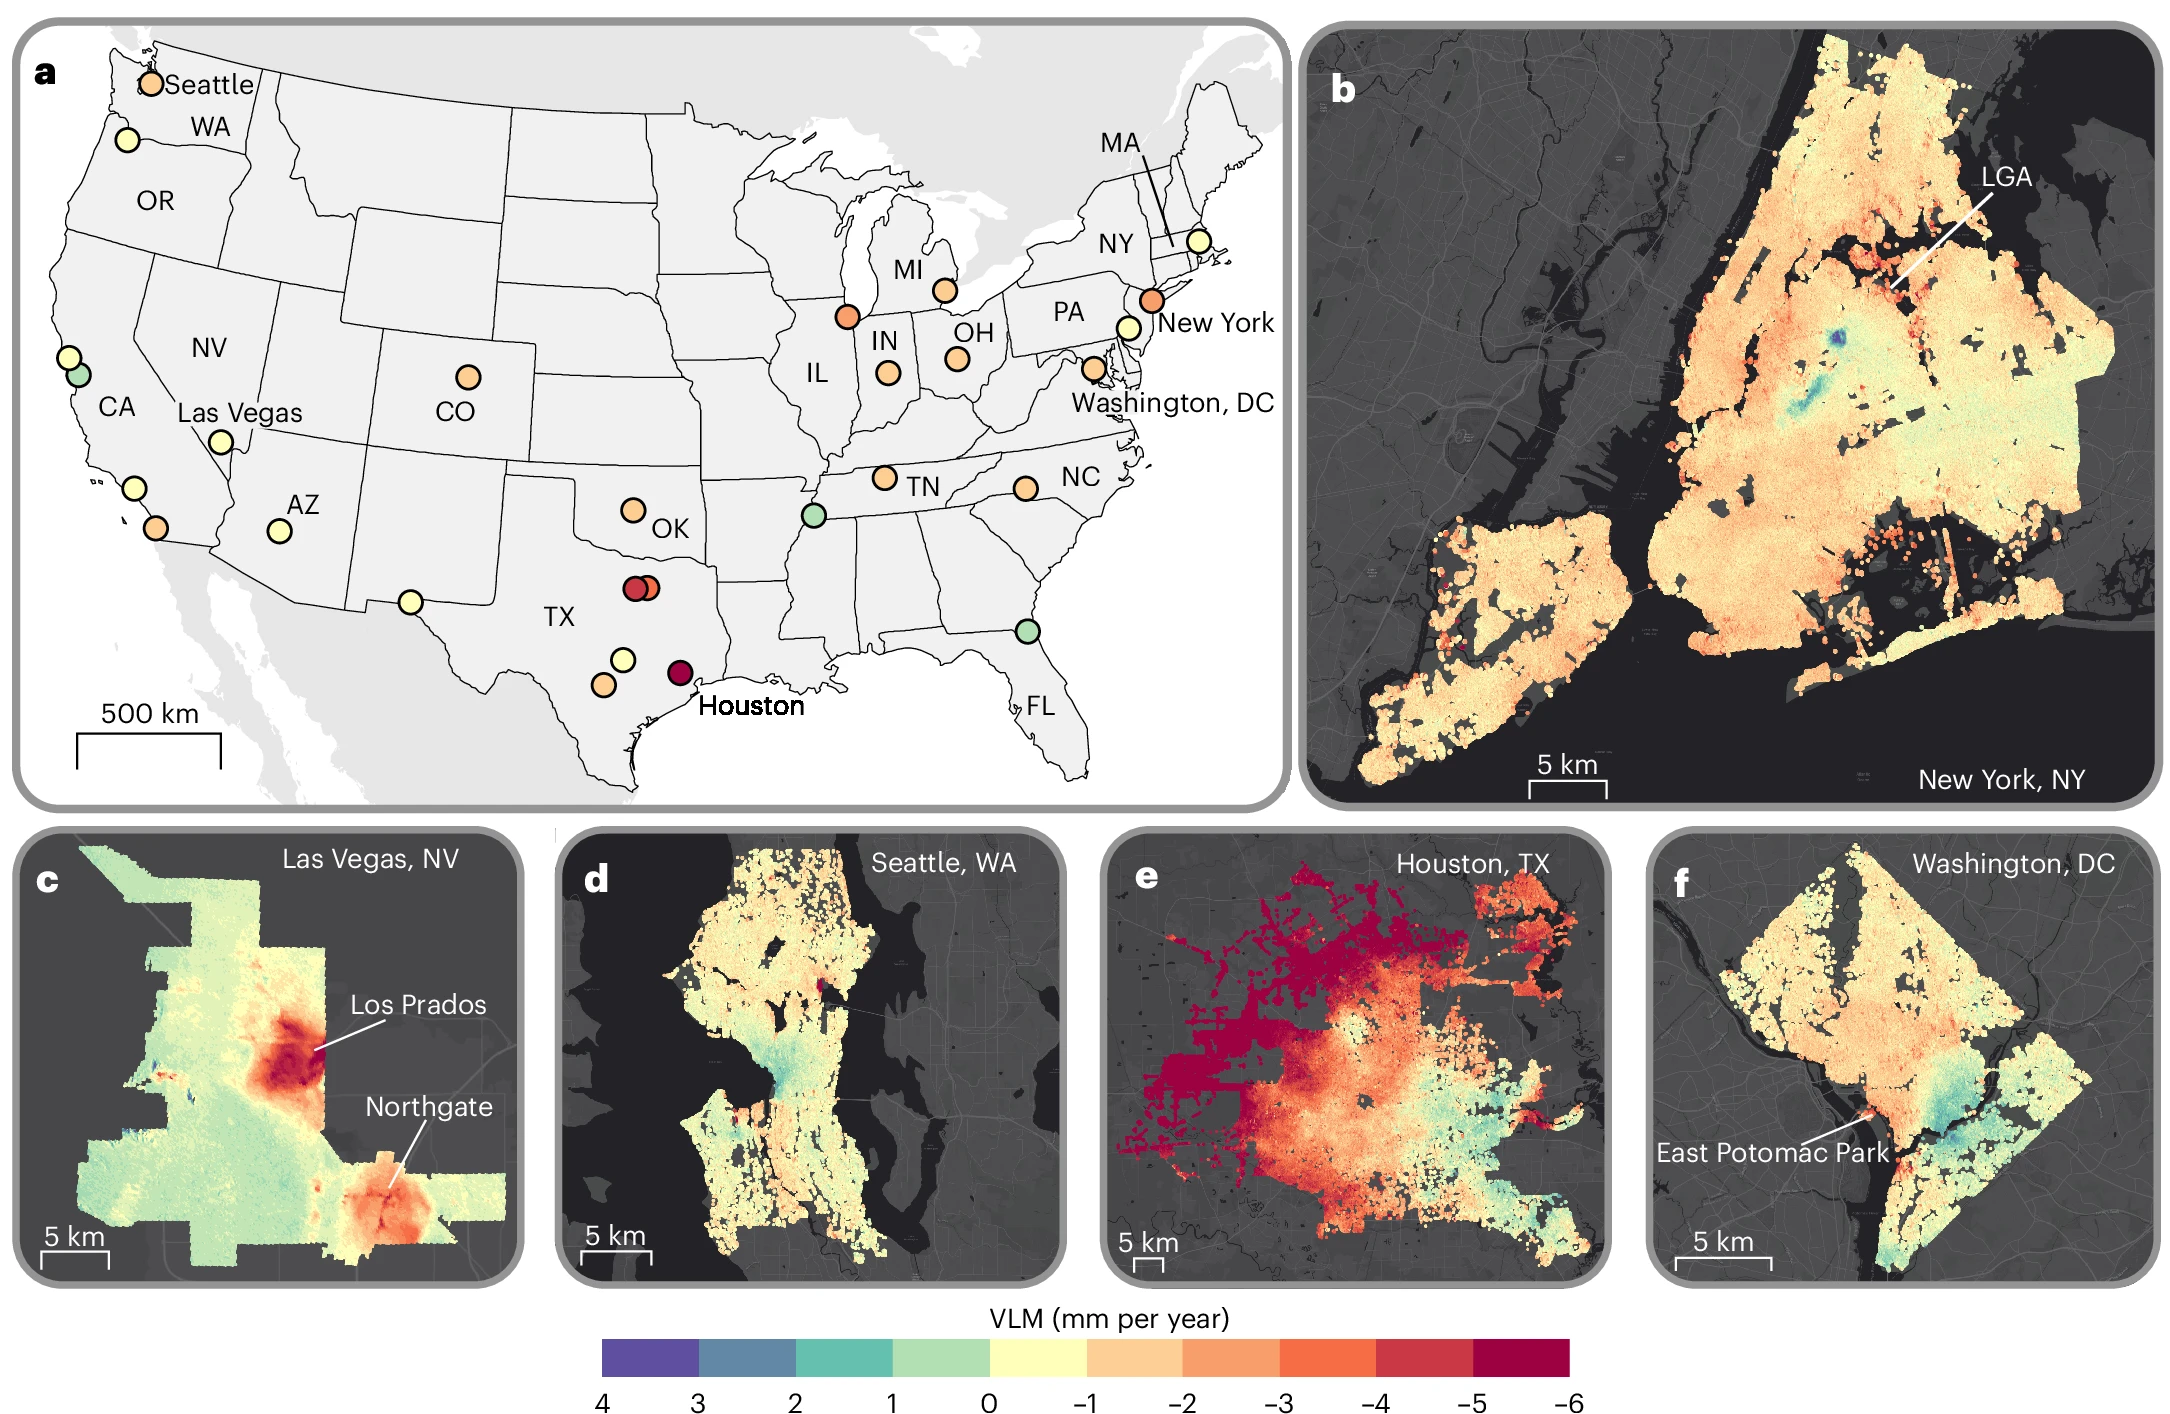 a
Seattle
WA
OR
NV
CA
Las Vegas
AZ
CO
OK
TX
Houston
500 km
MA
NY
MI
PA
New York
OH
IN
IL
Washington, DC
TN
NC
FL
b
LGA
5 km
New York, NY
c
Las Vegas, NV
Los Prados
Northgate
5 km
d
Seattle, WA
5 km
e
Houston, TX
5 km
f
Washington, DC
East Potomac Park
5 km
VLM (mm per year)
4 3 2 1 0 –1 –2 –3 –4 –5 –6